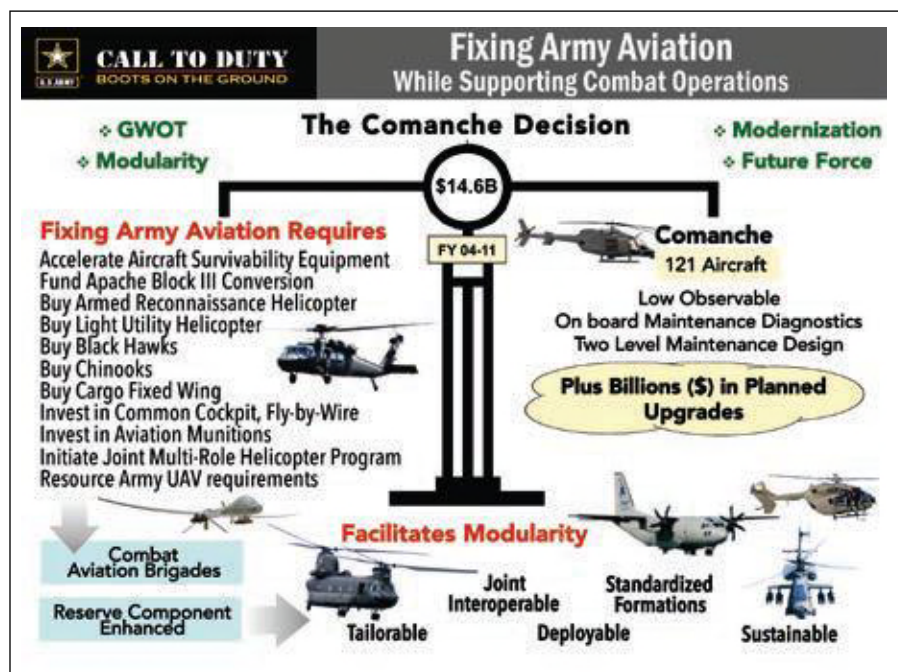 U.S. ARMY
CALL TO DUTY
BOOTS ON THE GROUND
Fixing Army Aviation
While Supporting Combat Operations
The Comanche Decision
❖ GWOT
❖ Modularity
❖ Modernization
❖ Future Force
$14.6B
FY 04-11
Fixing Army Aviation Requires
Accelerate Aircraft Survivability Equipment
Fund Apache Block III Conversion
Buy Armed Reconnaissance Helicopter
Buy Light Utility Helicopter
Buy Black Hawks
Buy Chinooks
Buy Cargo Fixed Wing
Invest in Common Cockpit, Fly-by-Wire
Invest in Aviation Munitions
Initiate Joint Multi-Role Helicopter Program
Resource Army UAV requirements
Comanche
121 Aircraft
Low Observable
On board Maintenance Diagnostics
Two Level Maintenance Design
Plus Billions ($) in Planned
Upgrades
Combat
Aviation Brigades
Reserve Component
Enhanced
Facilitates Modularity
Tailorable
Joint
Interoperable
Deployable
Standardized
Formations
Sustainable